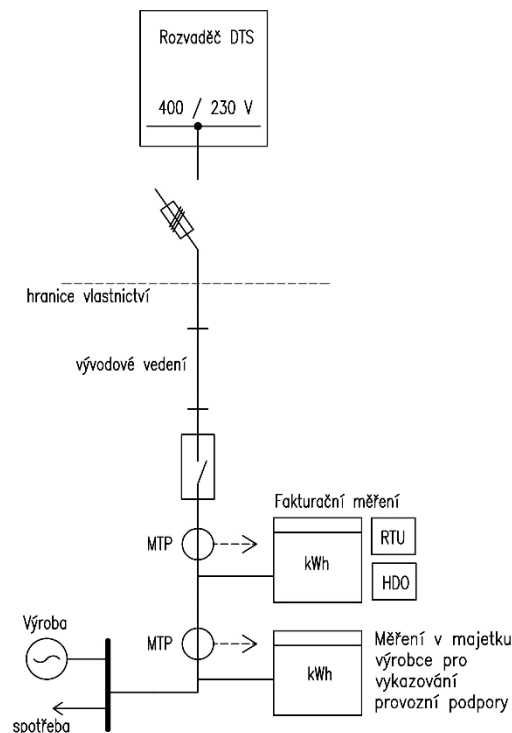 Rozvaděč DTS
400 / 230 V
hranice vlastnictví
vývodové vedení
Fakturační měření
MTP
kWh
RTU
HDO
Výroba
MTP
kWh
Měření v majetku
výrobce pro
vykazování
provozní podpory
spotřeba